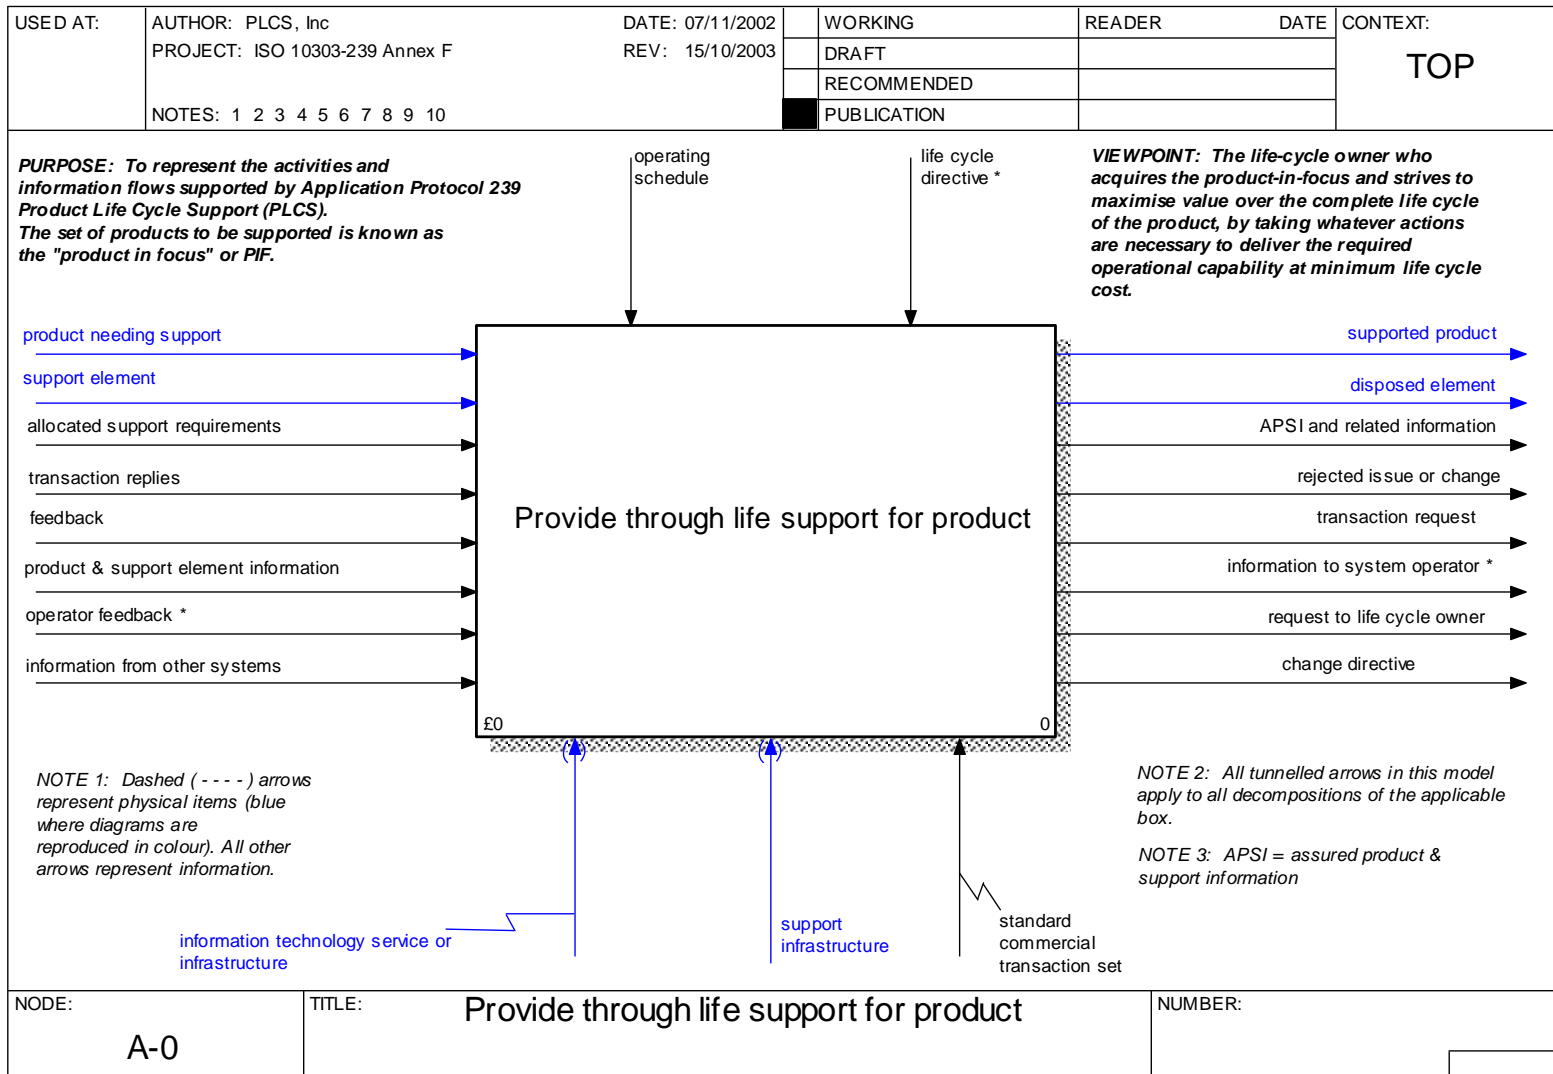 USED AT:
AUTHOR: PLCS, Inc
DATE: 07/11/2002
PROJECT: ISO 10303-239 Annex F
REV: 15/10/2003
NOTES: 1 2 3 4 5 6 7 8 9 10
WORKING
DRAFT
RECOMMENDED
PUBLICATION
READER
DATE
CONTEXT:
TOP
PURPOSE: To represent the activities and
information flows supported by Application Protocol 239
Product Life Cycle Support (PLCS).
The set of products to be supported is known as
the "product in focus" or PIF.
operating
schedule
life cycle
directive *
VIEWPOINT: The life-cycle owner who
acquires the product-in-focus and strives to
maximise value over the complete life cycle
of the product, by taking whatever actions
are necessary to deliver the required
operational capability at minimum life cycle
cost.
product needing support
support element
allocated support requirements
transaction replies
feedback
product & support element information
operator feedback *
information from other systems
Provide through life support for product
£0
0
supported product
disposed element
APSI and related information
rejected issue or change
transaction request
information to system operator *
request to life cycle owner
change directive
( )
( )
NOTE 1: Dashed ( - - - - ) arrows
represent physical items (blue
where diagrams are
reproduced in colour). All other
arrows represent information.
NOTE 2: All tunnelled arrows in this model
apply to all decompositions of the applicable
box.
NOTE 3: APSI = assured product &
support information
information technology service or
infrastructure
support
infrastructure
standard
commercial
transaction set
NODE:
A-0
TITLE:
Provide through life support for product
NUMBER: